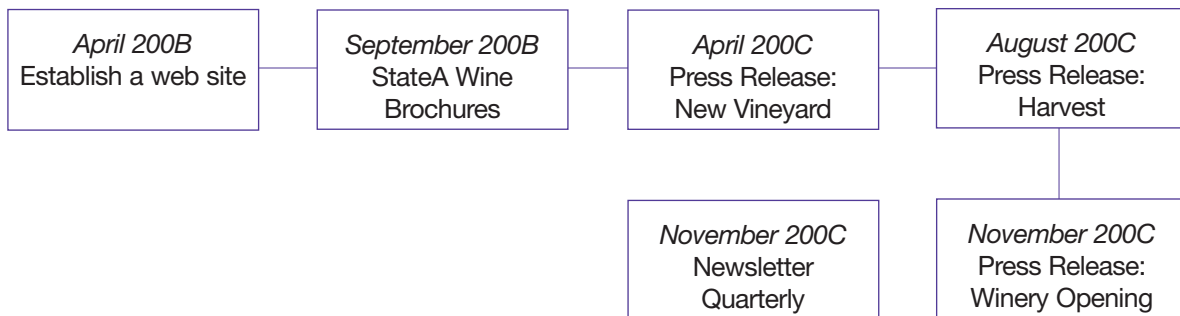 April 200B
Establish a web site
September 200B
StateA Wine
Brochures
April 200C
Press Release:
New Vineyard
August 200C
Press Release:
Harvest
November 200C
Newsletter
Quarterly
November 200C
Press Release:
Winery Opening